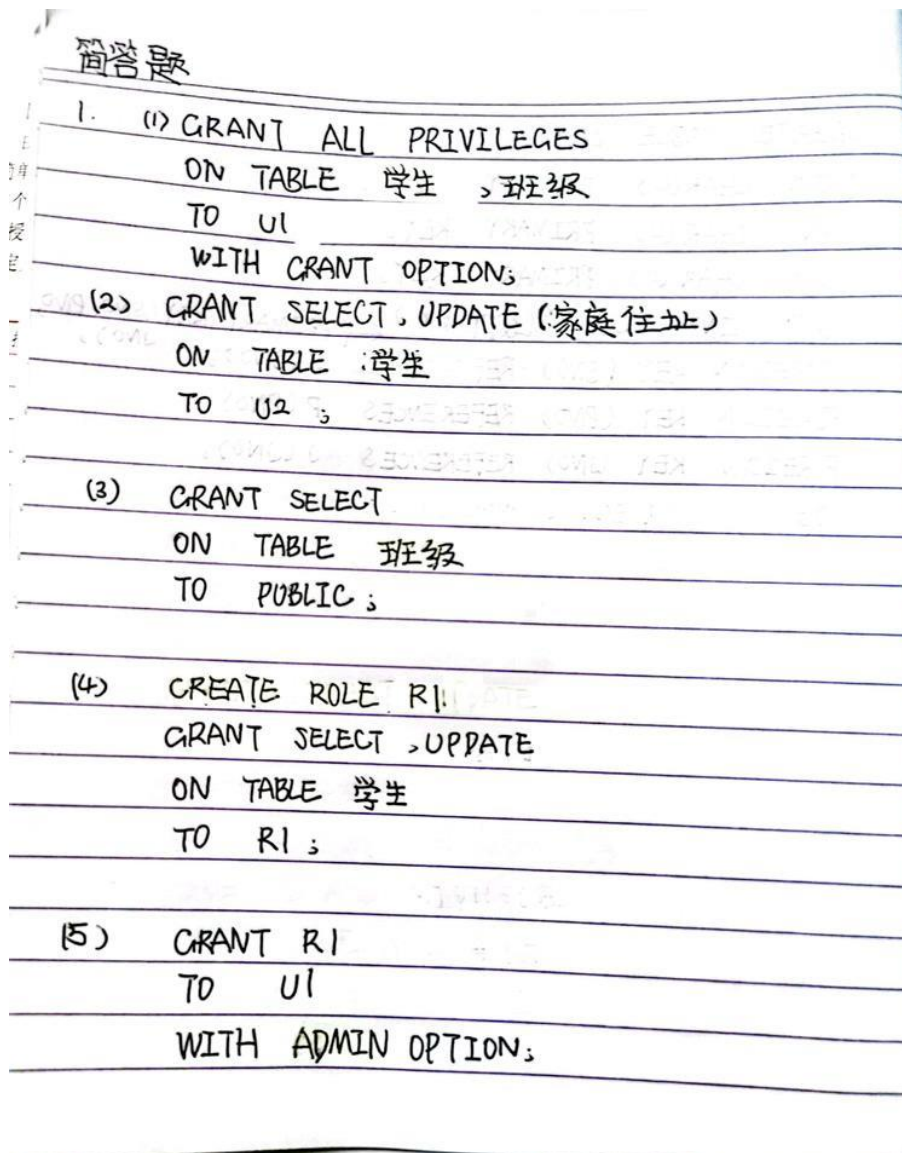 简答题
1. (1) GRANT ALL PRIVILEGES
ON TABLE 学生,班级
TO U1
WITH GRANT OPTION;
(2) GRANT SELECT,UPDATE(家庭住址)
ON TABLE 学生
TO U2;
(3) GRANT SELECT
ON TABLE 班级
TO PUBLIC;
(4) CREATE ROLE R1;
GRANT SELECT,UPDATE
ON TABLE 学生
TO R1;
(5) GRANT R1
TO U1
WITH ADMIN OPTION;